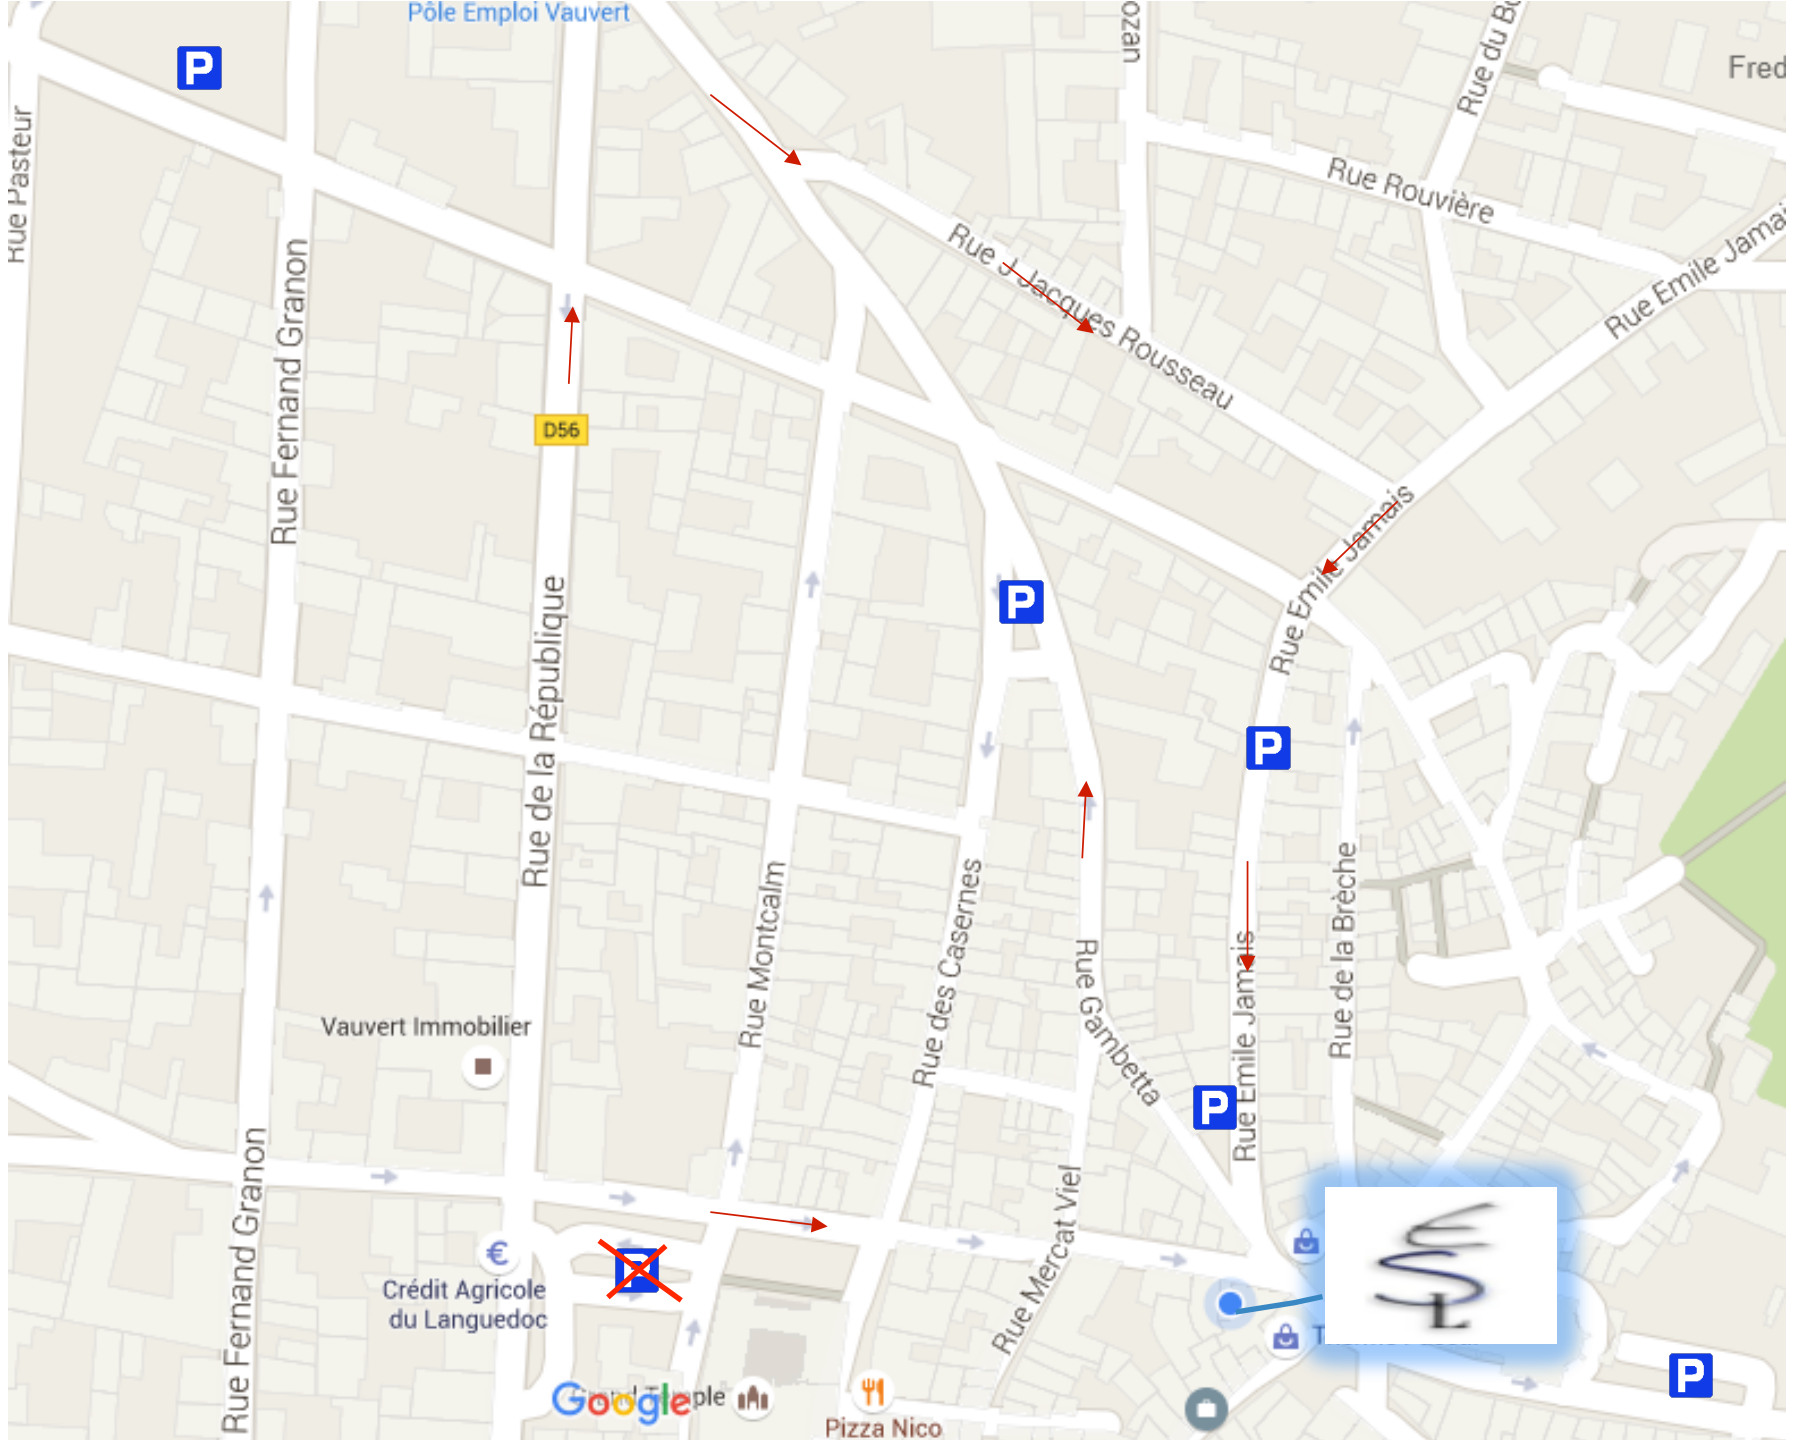 Pôle Emploi Vauvert
ozan
Rue du Bo
Fred
P
Rue Pasteur
Rue Rouvière
Rue J Jacques Rousseau
Rue Emile Jamai
Rue Fernand Granon
D56
Rue Emile Jamais
P
Rue de la République
P
Rue Montcalm
Rue des Casernes
Rue de la Brèche
Rue Gambetta
Rue Emile Jamais
Vauvert Immobilier
P
Rue Fernand Granon
Rue Mercat Viel
€
P
Crédit Agricole
du Languedoc
P
Google
Pizza Nico